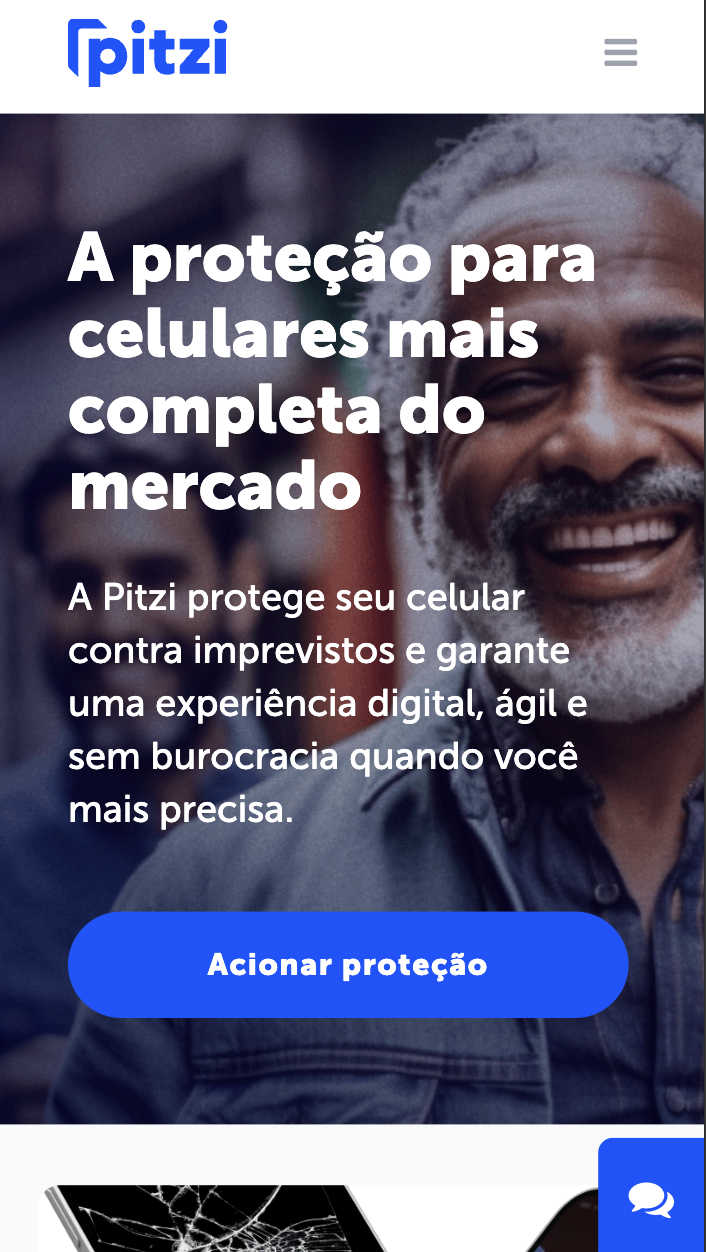 pitzi
A proteção para
celulares mais
completa do
mercado
A Pitzi protege seu celular
contra imprevistos e garante
uma experiência digital, ágil e
sem burocracia quando você
mais precisa.
Acionar proteção